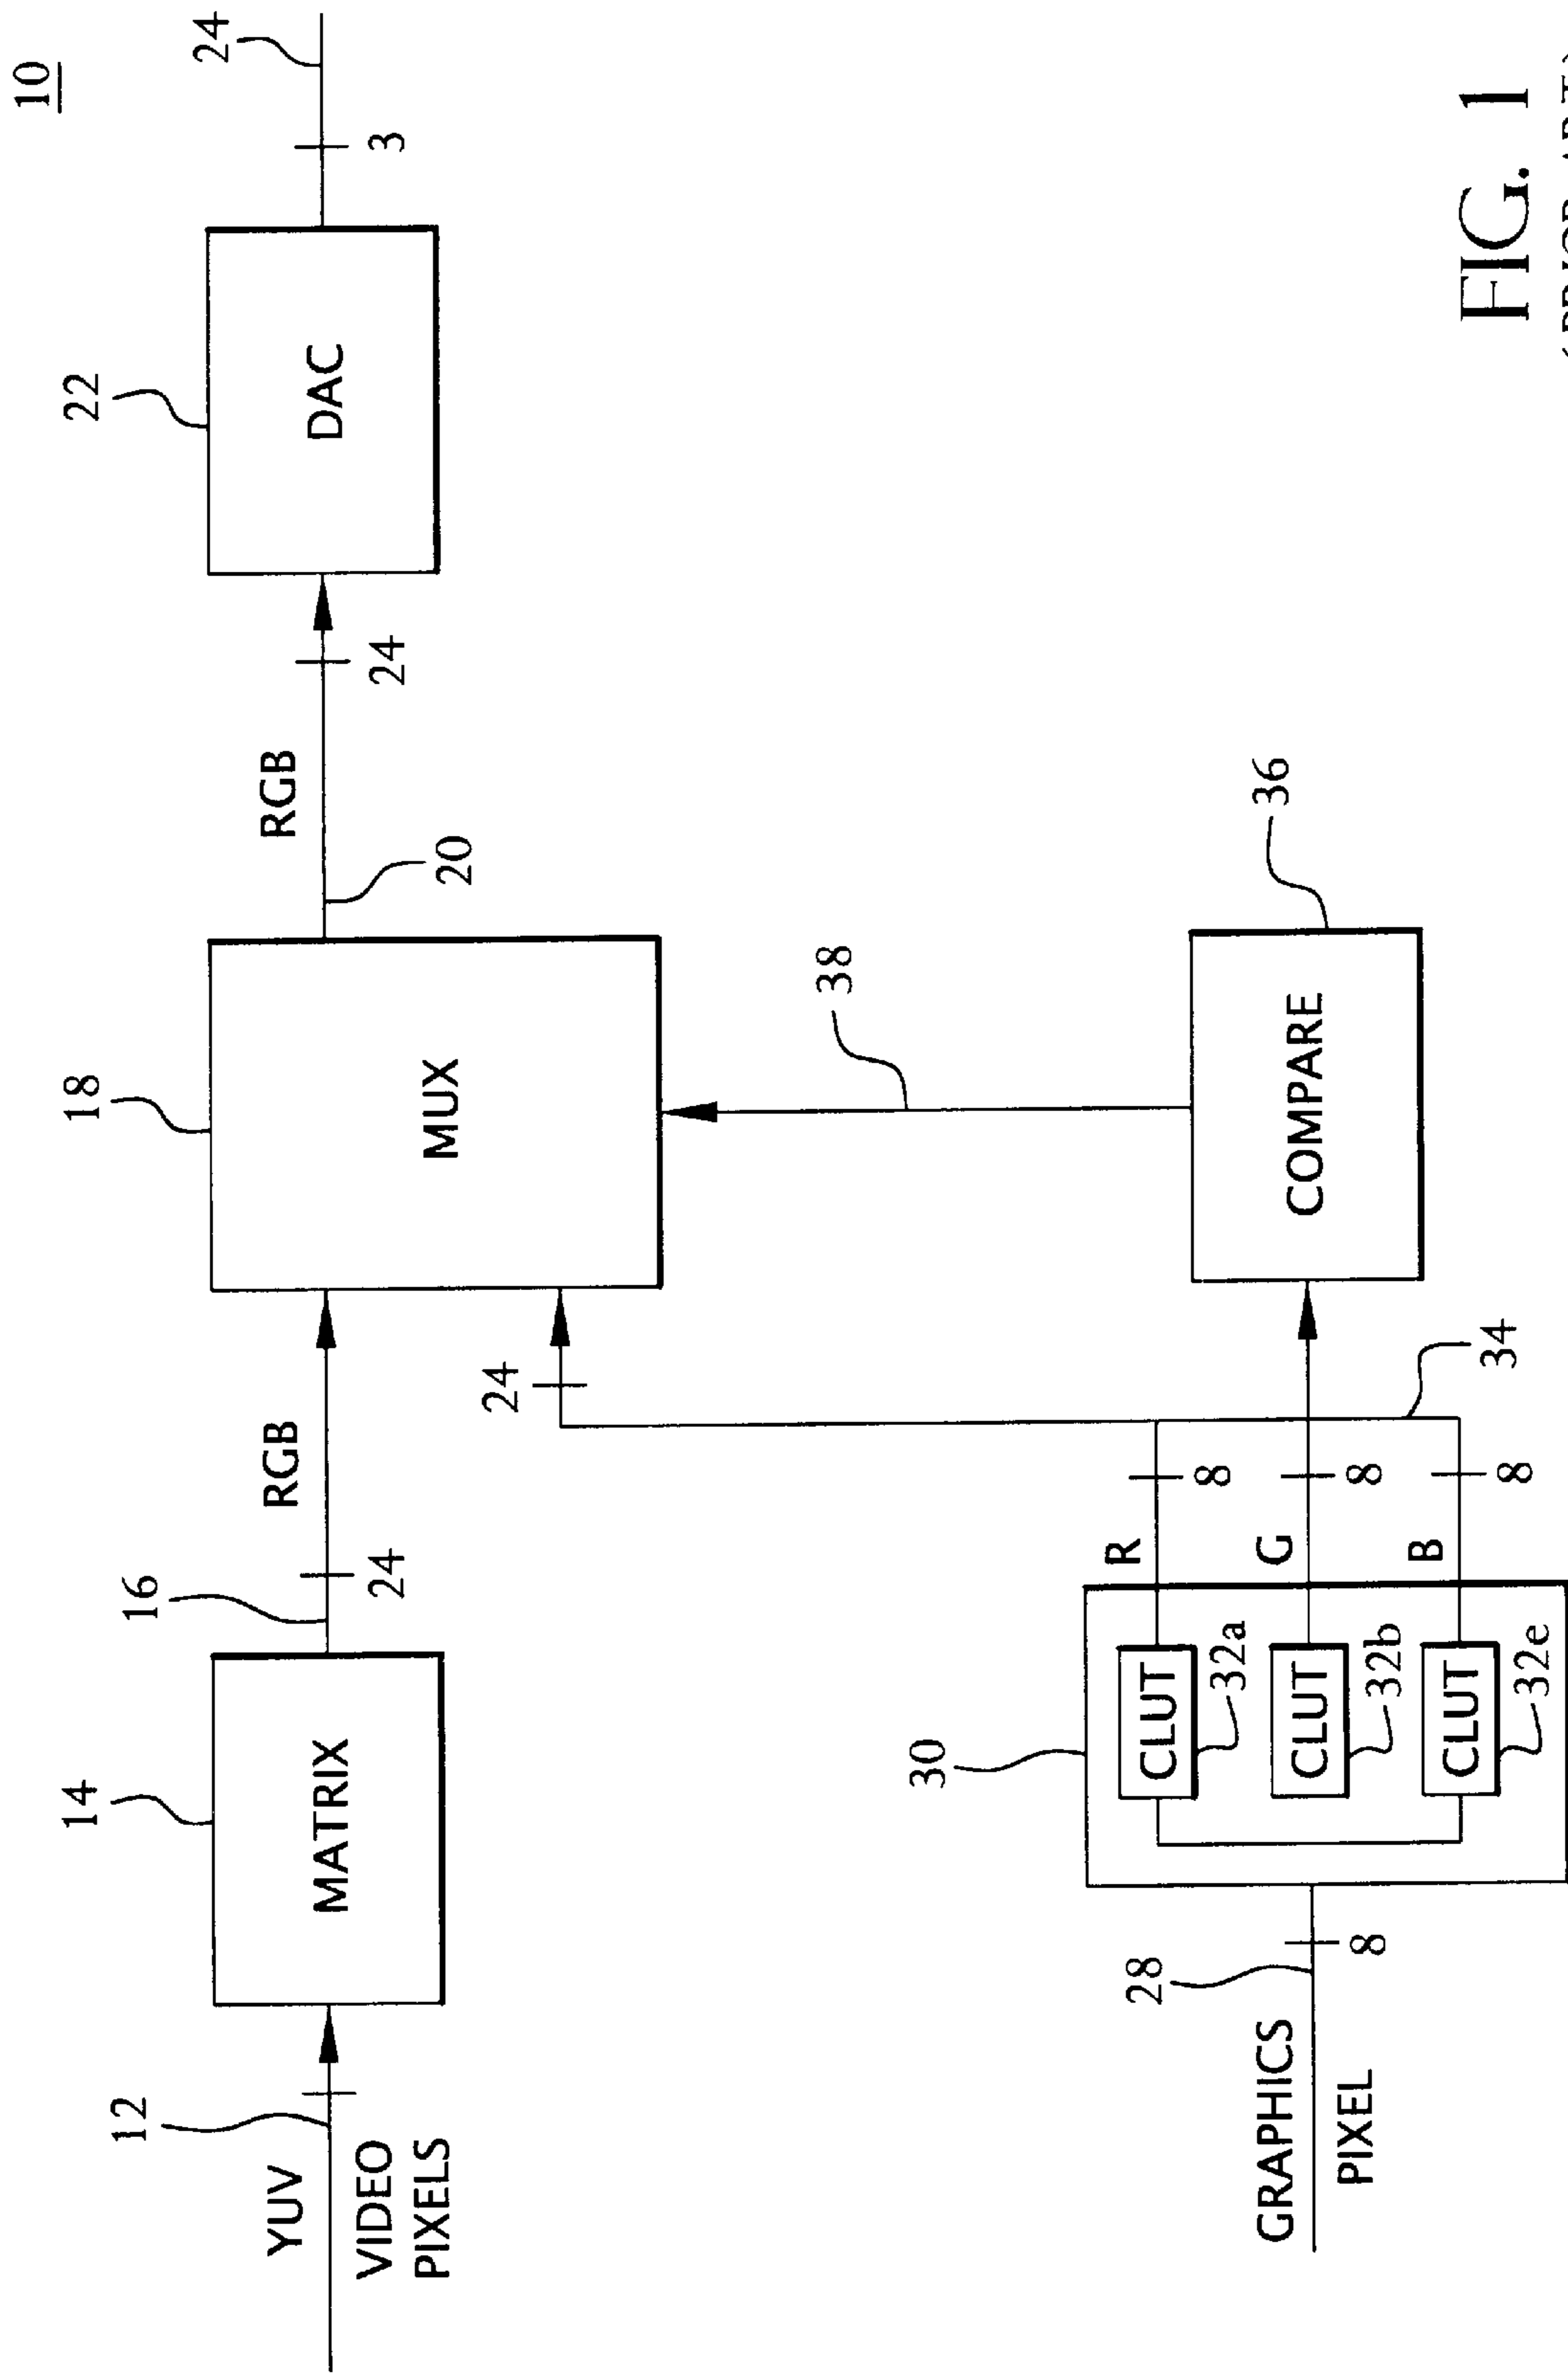 10
YUV
VIDEO
PIXELS
12
14
MATRIX
16
24
RGB
18
MUX
20
RGB
24
22
DAC
3
24
24
38
GRAPHICS
PIXEL
28
8
30
CLUT
32a
CLUT
32b
CLUT
32e
R
8
G
8
B
8
34
COMPARE
36
FIG. 1
(PRIOR ART)